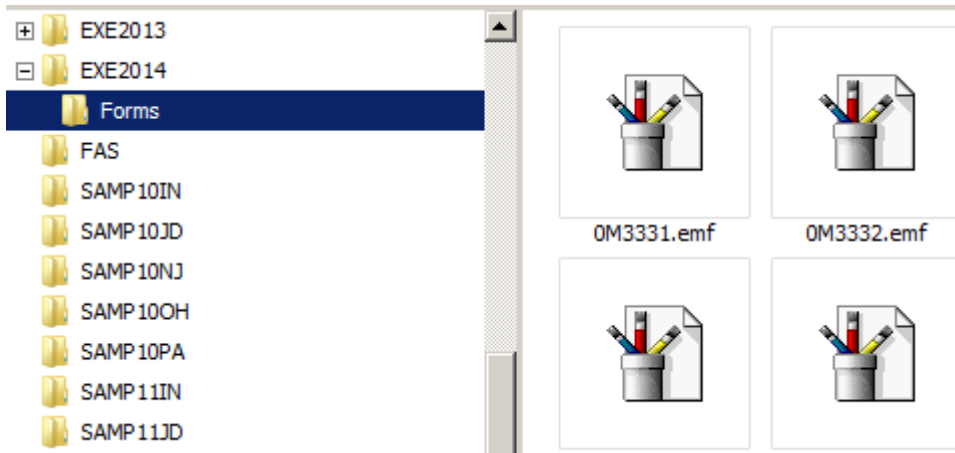 EXE2013
EXE2014
Forms
FAS
SAMP10IN
SAMP10JD
SAMP10NJ
SAMP10OH
SAMP10PA
SAMP11IN
SAMP11JD
0M3331.emf
0M3332.emf